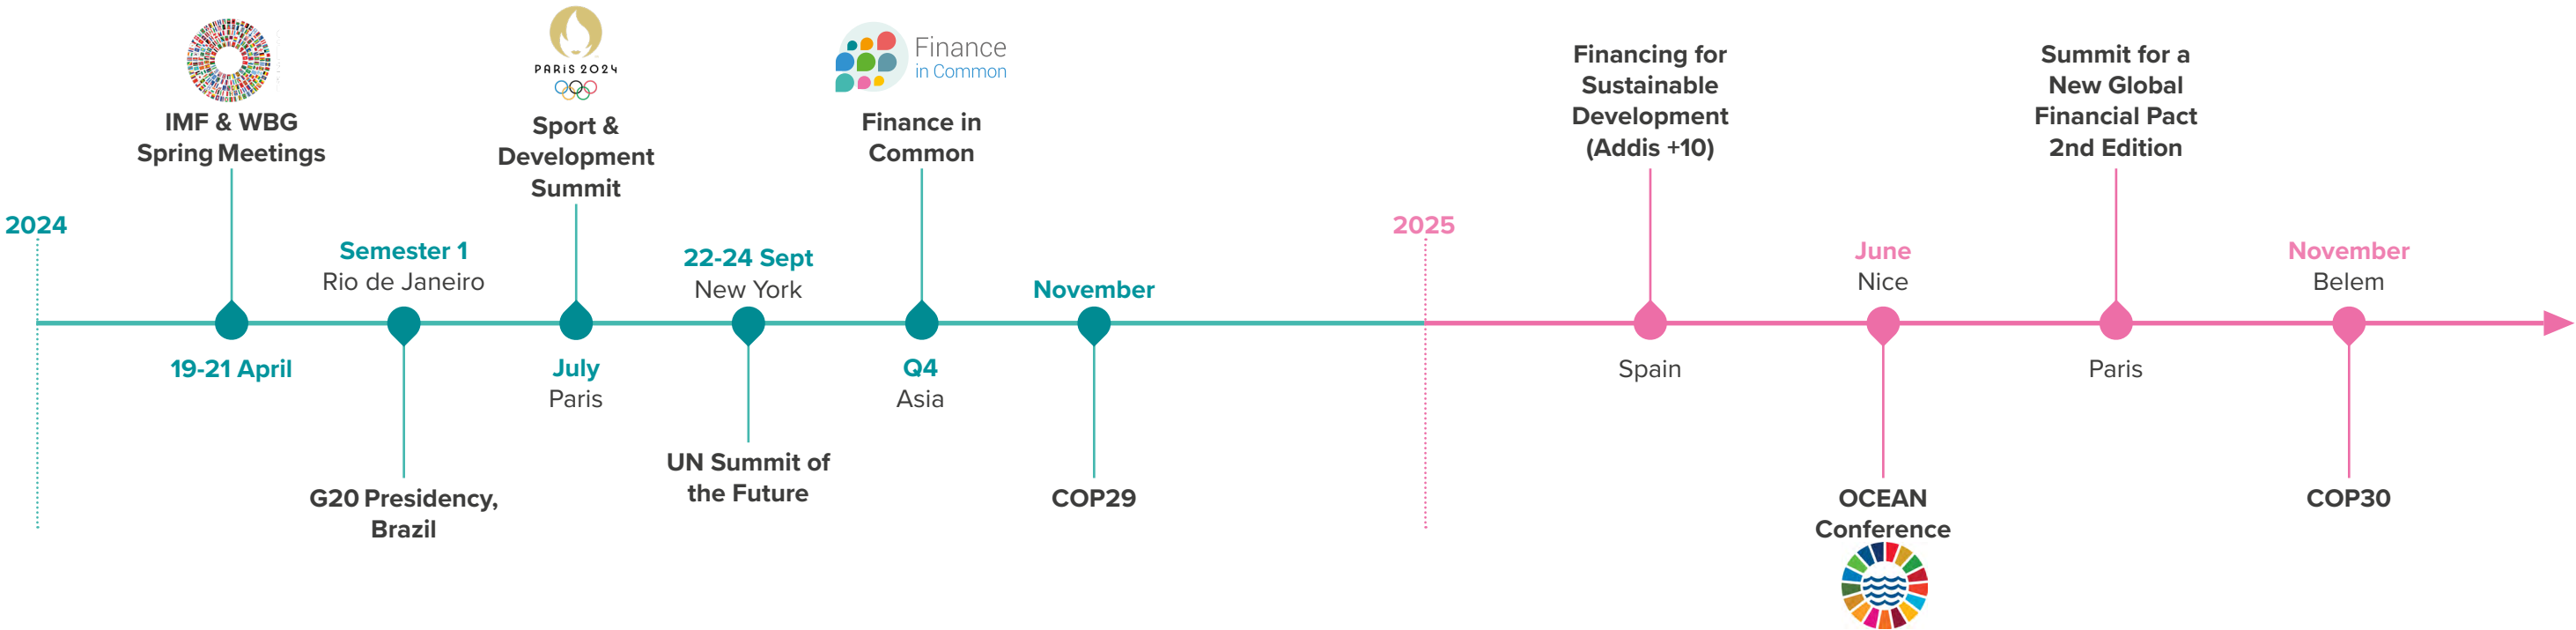 2024
IMF & WBG
Spring Meetings
19-21 April
Semester 1
Rio de Janeiro
G20 Presidency,
Brazil
PARIS 2024
Sport &
Development
Summit
July
Paris
22-24 Sept
New York
UN Summit of
the Future
Finance
in Common
Finance in
Common
Q4
Asia
November
COP29
2025
Financing for
Sustainable
Development
(Addis +10)
Spain
June
Nice
OCEAN
Conference
Summit for a
New Global
Financial Pact
2nd Edition
Paris
November
Belem
COP30